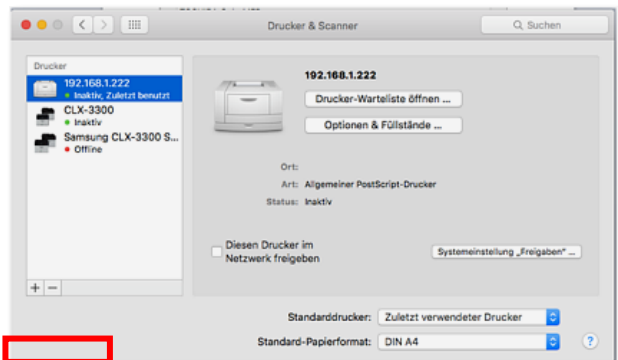 Drucker & Scanner
Suchen
Drucker
192.168.1.222
Inaktiv, Zuletzt benutzt
CLX-3300
Inaktiv
Samsung CLX-3300 S...
Offline
+ −
192.168.1.222
Drucker-Warteliste öffnen ...
Optionen & Füllstände ...
Ort:
Art: Allgemeiner PostScript-Drucker
Status: Inaktiv
Diesen Drucker im
Netzwerk freigeben
Systemeinstellung „Freigaben“ ...
Standarddrucker: Zuletzt verwendeter Drucker
Standard-Papierformat: DIN A4
?